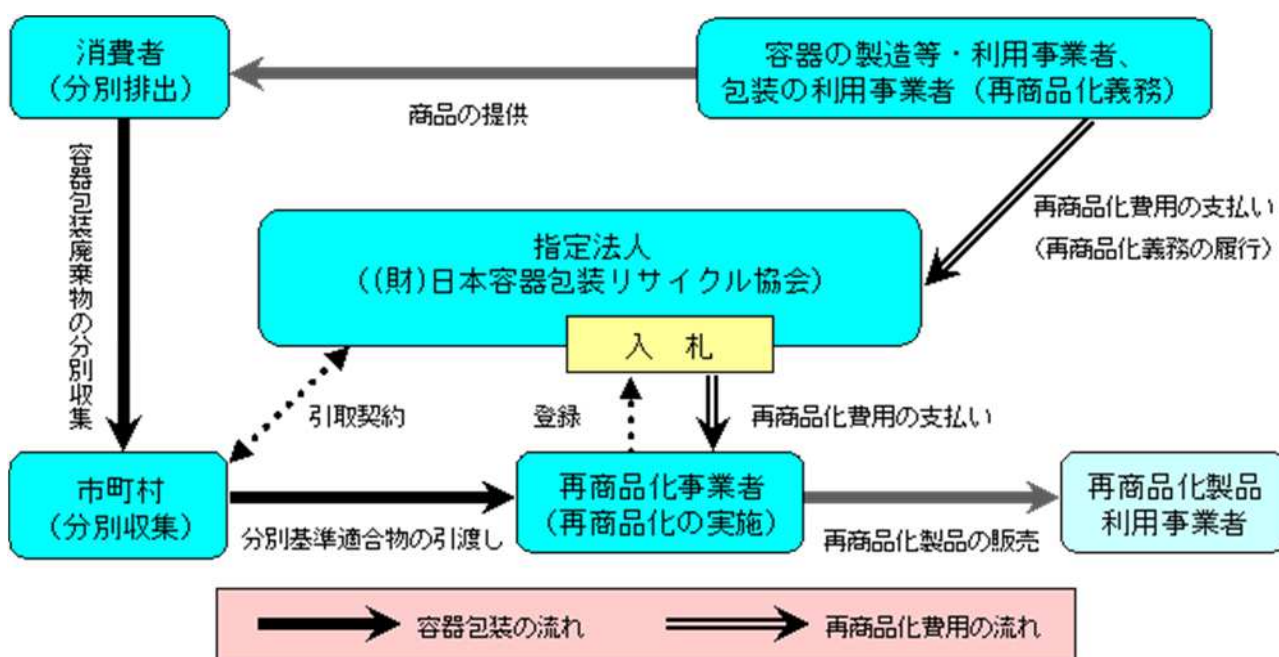 消費者
（分別排出）
容器の製造等・利用事業者、
包装の利用事業者（再商品化義務）
商品の提供
容器包装廃棄物の分別収集
再商品化費用の支払い
（再商品化義務の履行）
指定法人
（(財)日本容器包装リサイクル協会）
入 札
引取契約
登録
再商品化費用の支払い
市町村
（分別収集）
分別基準適合物の引渡し
再商品化事業者
（再商品化の実施）
再商品化製品の販売
再商品化製品
利用事業者
容器包装の流れ
再商品化費用の流れ